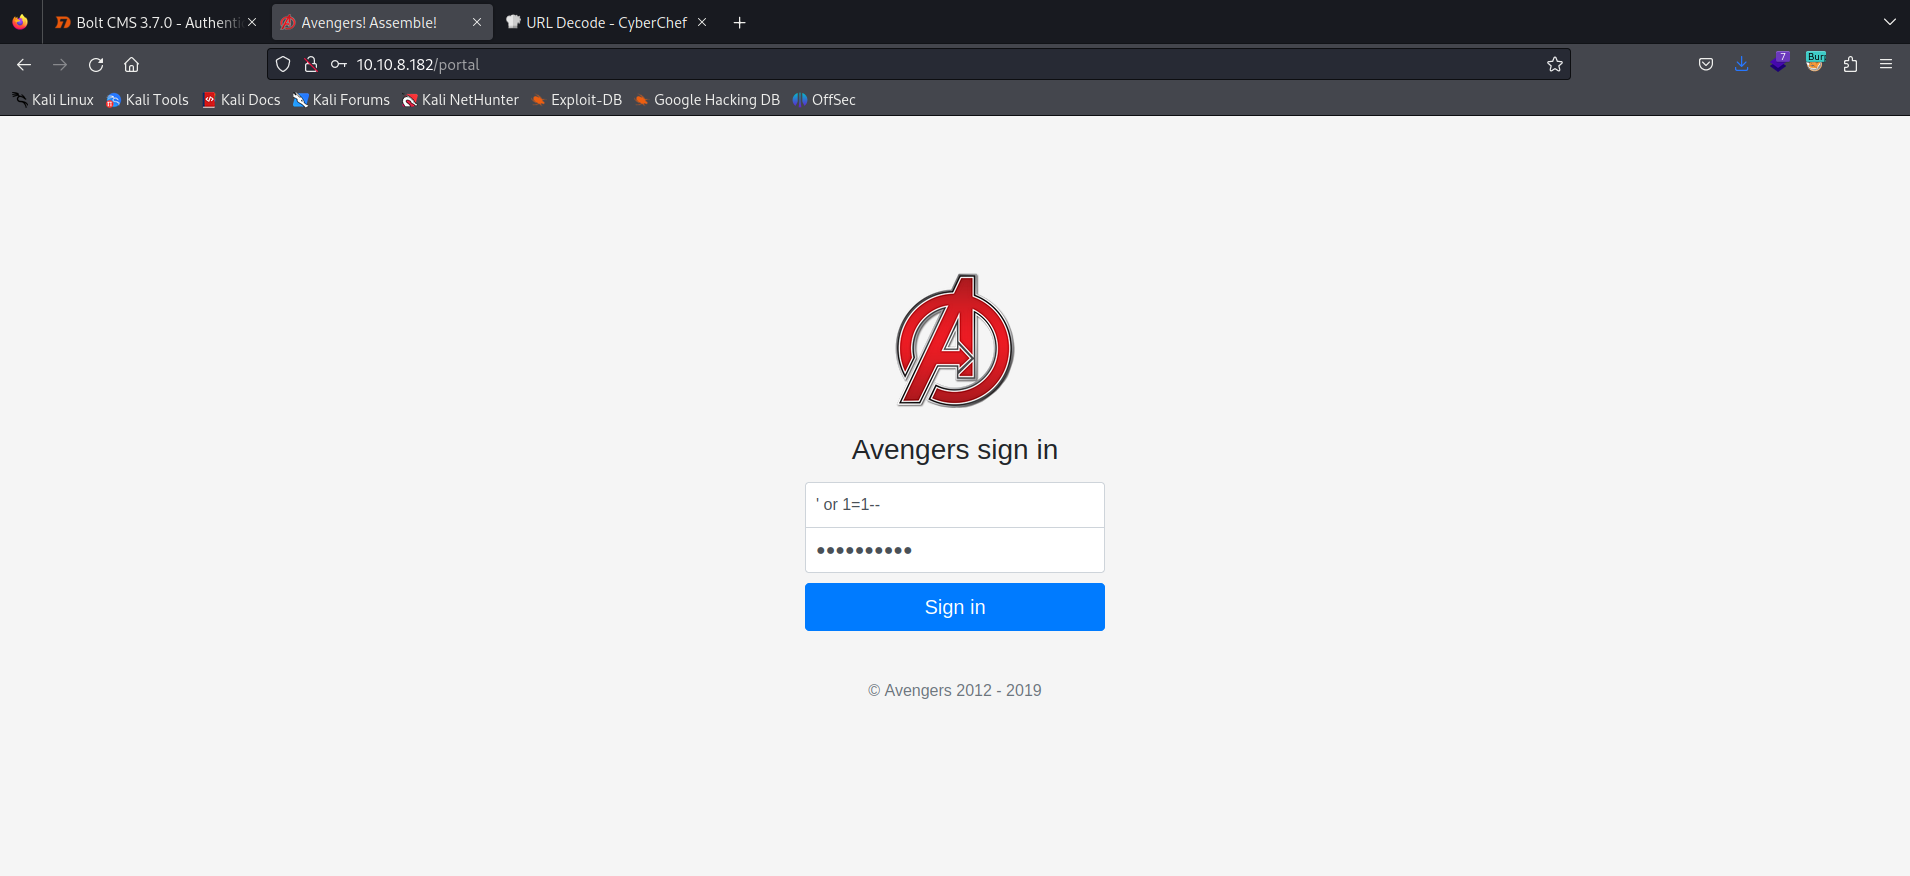 Bolt CMS 3.7.0 - Authenti
Avengers! Assemble!
URL Decode - CyberChef
10.10.8.182/portal
7
Burp
Kali Linux
Kali Tools
Kali Docs
Kali Forums
Kali NetHunter
Exploit-DB
Google Hacking DB
OffSec
Avengers sign in
' or 1=1--
●●●●●●●●●●
Sign in
© Avengers 2012 - 2019